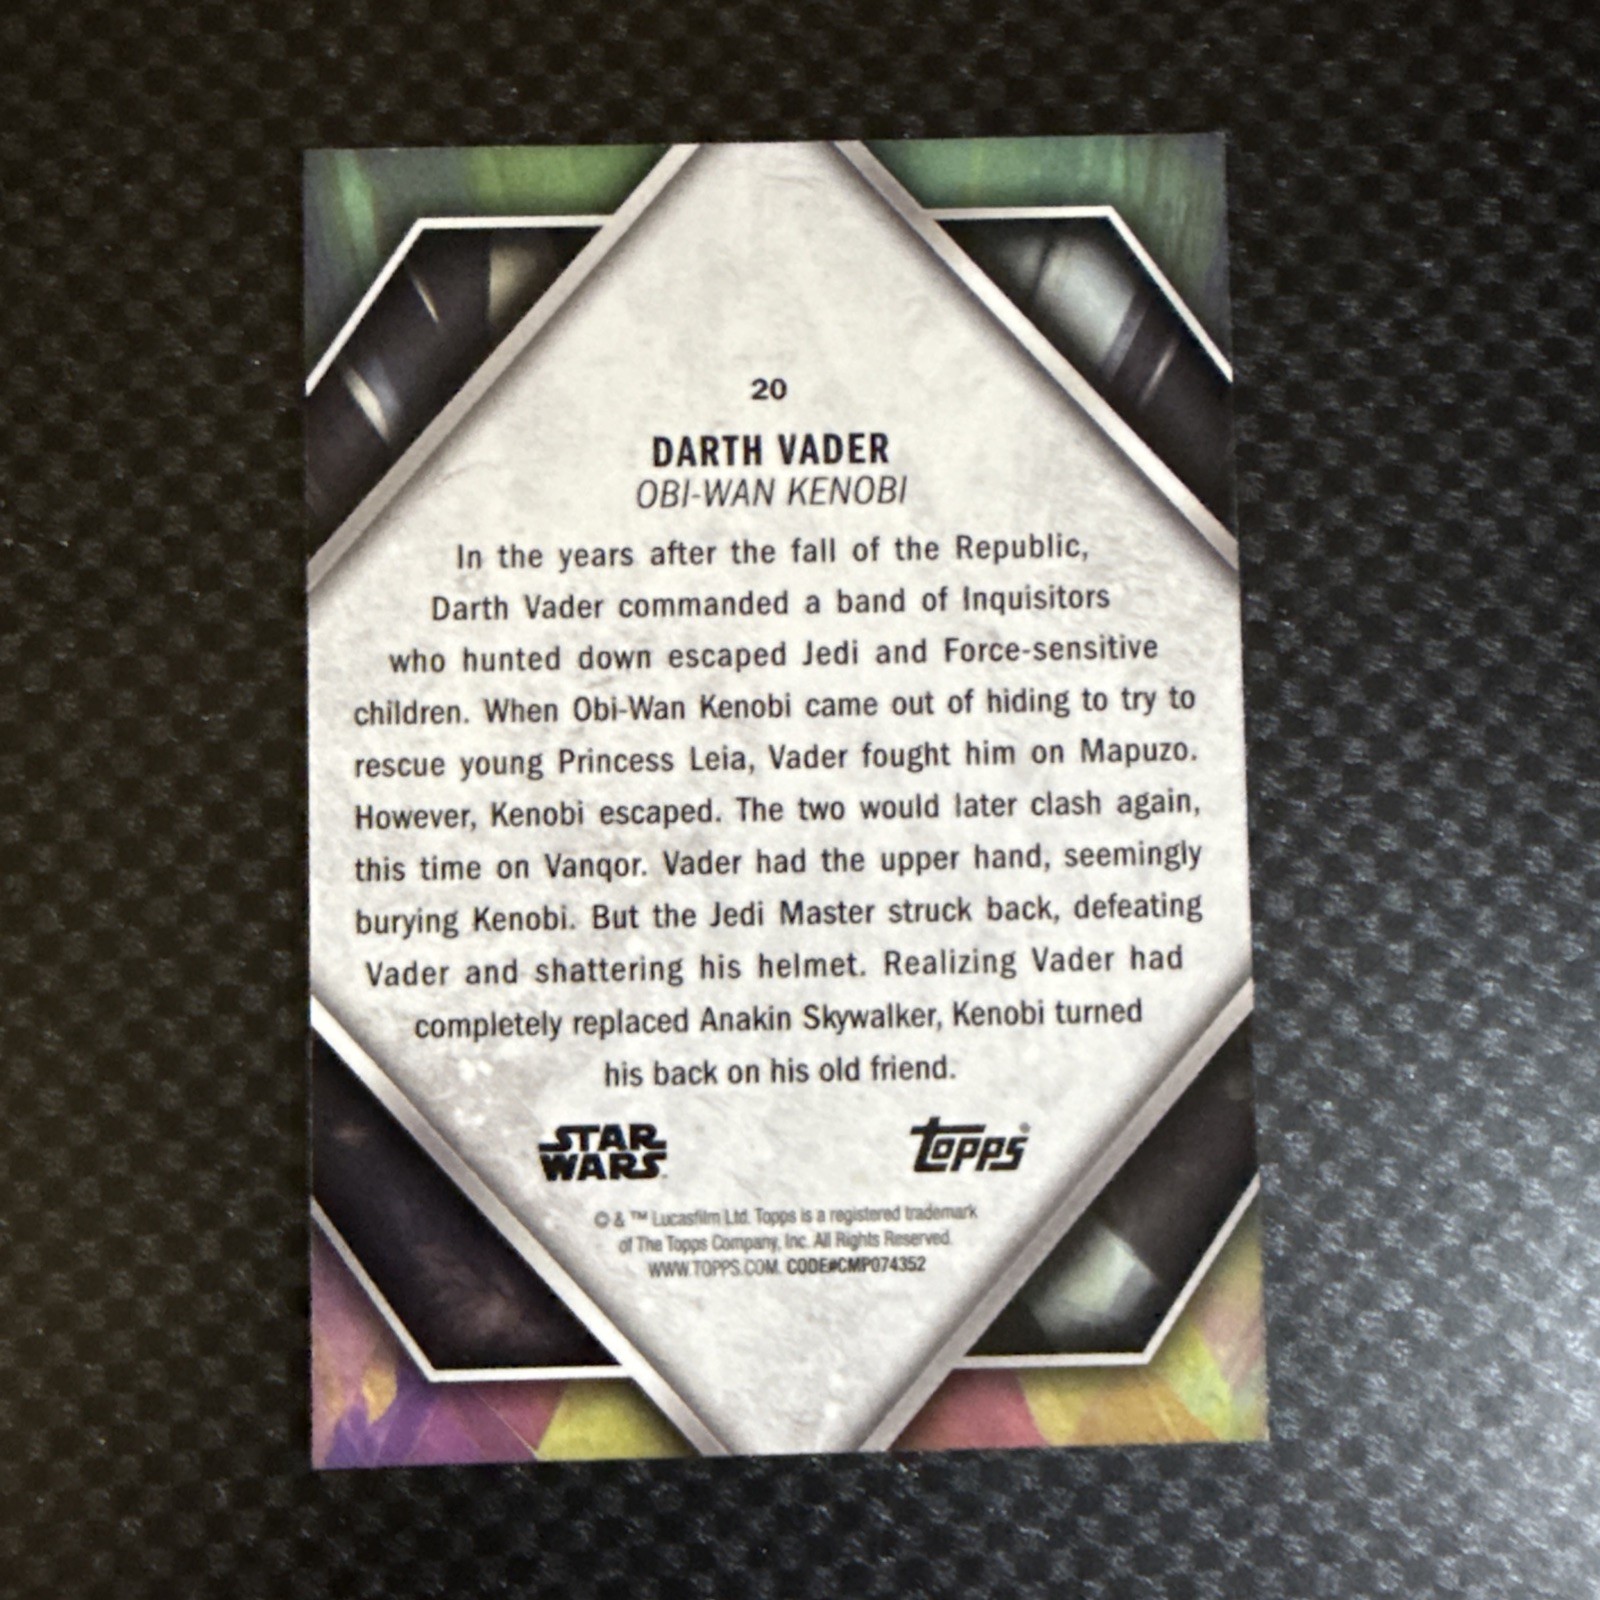 20
DARTH VADER
OBI-WAN KENOBI
In the years after the fall of the Republic,
Darth Vader commanded a band of Inquisitors
who hunted down escaped Jedi and Force-sensitive
children. When Obi-Wan Kenobi came out of hiding to try to
rescue young Princess Leia, Vader fought him on Mapuzo.
However, Kenobi escaped. The two would later clash again,
this time on Vanqor. Vader had the upper hand, seemingly
burying Kenobi. But the Jedi Master struck back, defeating
Vader and shattering his helmet. Realizing Vader had
completely replaced Anakin Skywalker, Kenobi turned
his back on his old friend.
STAR WARS™
Topps®
© & ™ Lucasfilm Ltd. Topps is a registered trademark
of The Topps Company, Inc. All Rights Reserved.
WWW.TOPPS.COM. CODE#CMP074352